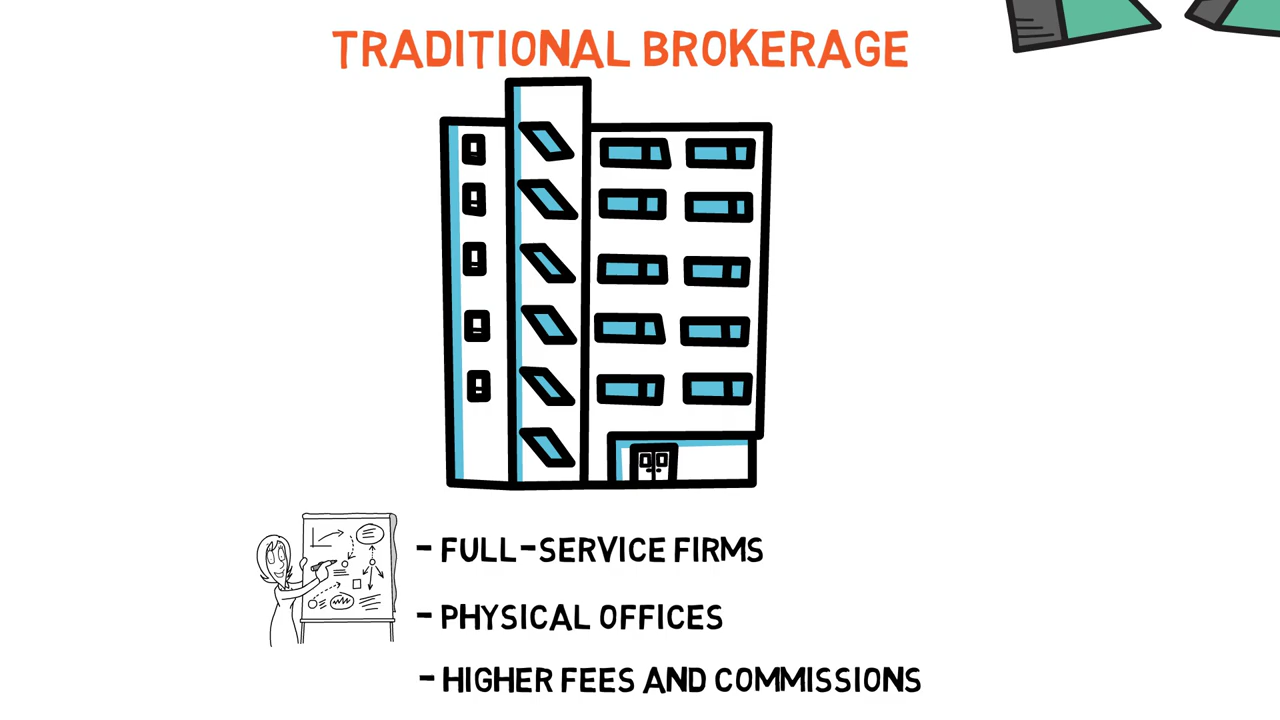 TRADITIONAL BROKERAGE
- FULL-SERVICE FIRMS
- PHYSICAL OFFICES
- HIGHER FEES AND COMMISSIONS